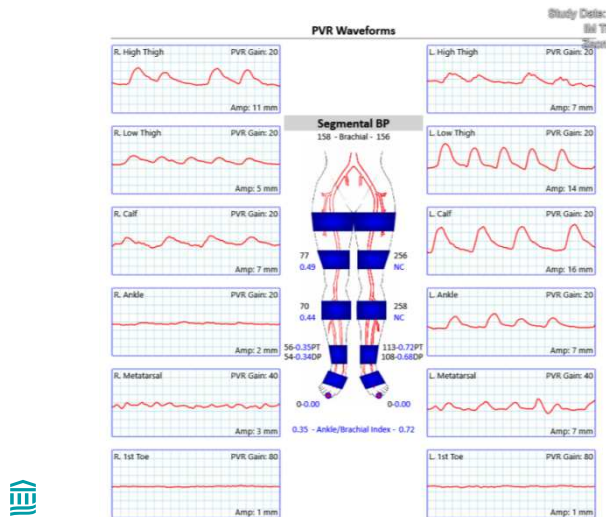 Study Date:
PVR Waveforms
R. High Thigh PVR Gain: 20
Amp: 11 mm
L. High Thigh PVR Gain: 20
Amp: 7 mm
Segmental BP
158 - Brachial - 156
R. Low Thigh PVR Gain: 20
Amp: 5 mm
L. Low Thigh PVR Gain: 20
Amp: 14 mm
R. Calf PVR Gain: 20
Amp: 7 mm
L. Calf PVR Gain: 20
Amp: 16 mm
77 256
0.49 NC
R. Ankle PVR Gain: 20
Amp: 2 mm
L. Ankle PVR Gain: 20
Amp: 7 mm
70 258
0.44 NC
56-0.35PT 113-0.72PT
54-0.34DP 108-0.68DP
R. Metatarsal PVR Gain: 40
Amp: 3 mm
L. Metatarsal PVR Gain: 40
Amp: 7 mm
0-0.00 0-0.00
0.35 - Ankle/Brachial Index - 0.72
R. 1st Toe PVR Gain: 80
Amp: 1 mm
L. 1st Toe PVR Gain: 80
Amp: 1 mm